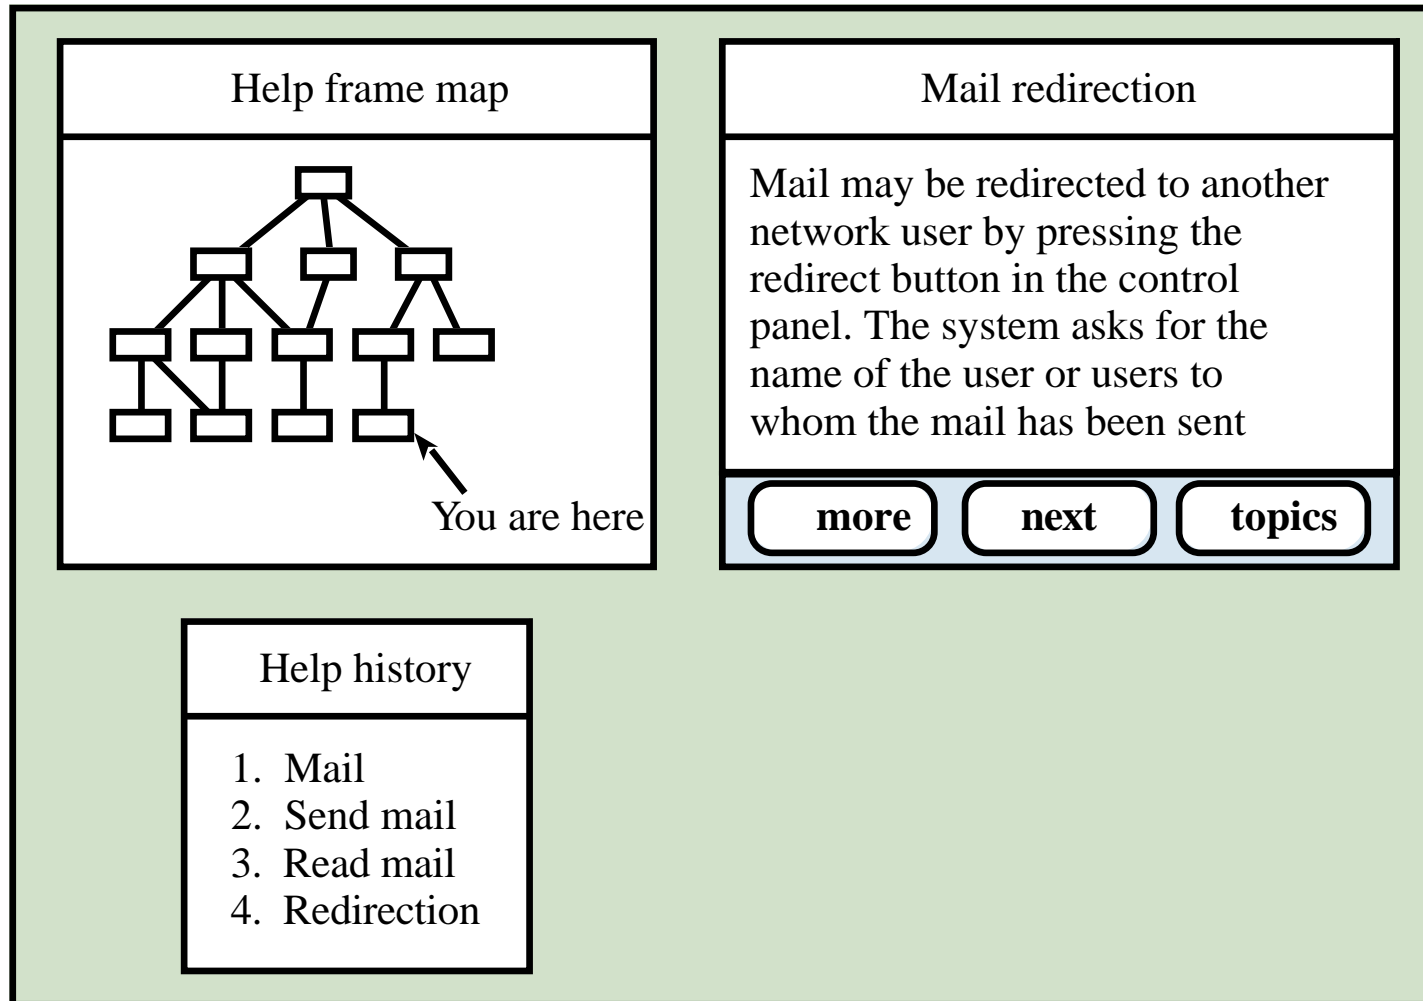 Help frame map
You are here
Mail redirection
Mail may be redirected to another
network user by pressing the
redirect button in the control
panel. The system asks for the
name of the user or users to
whom the mail has been sent
more next topics
Help history
1. Mail
2. Send mail
3. Read mail
4. Redirection